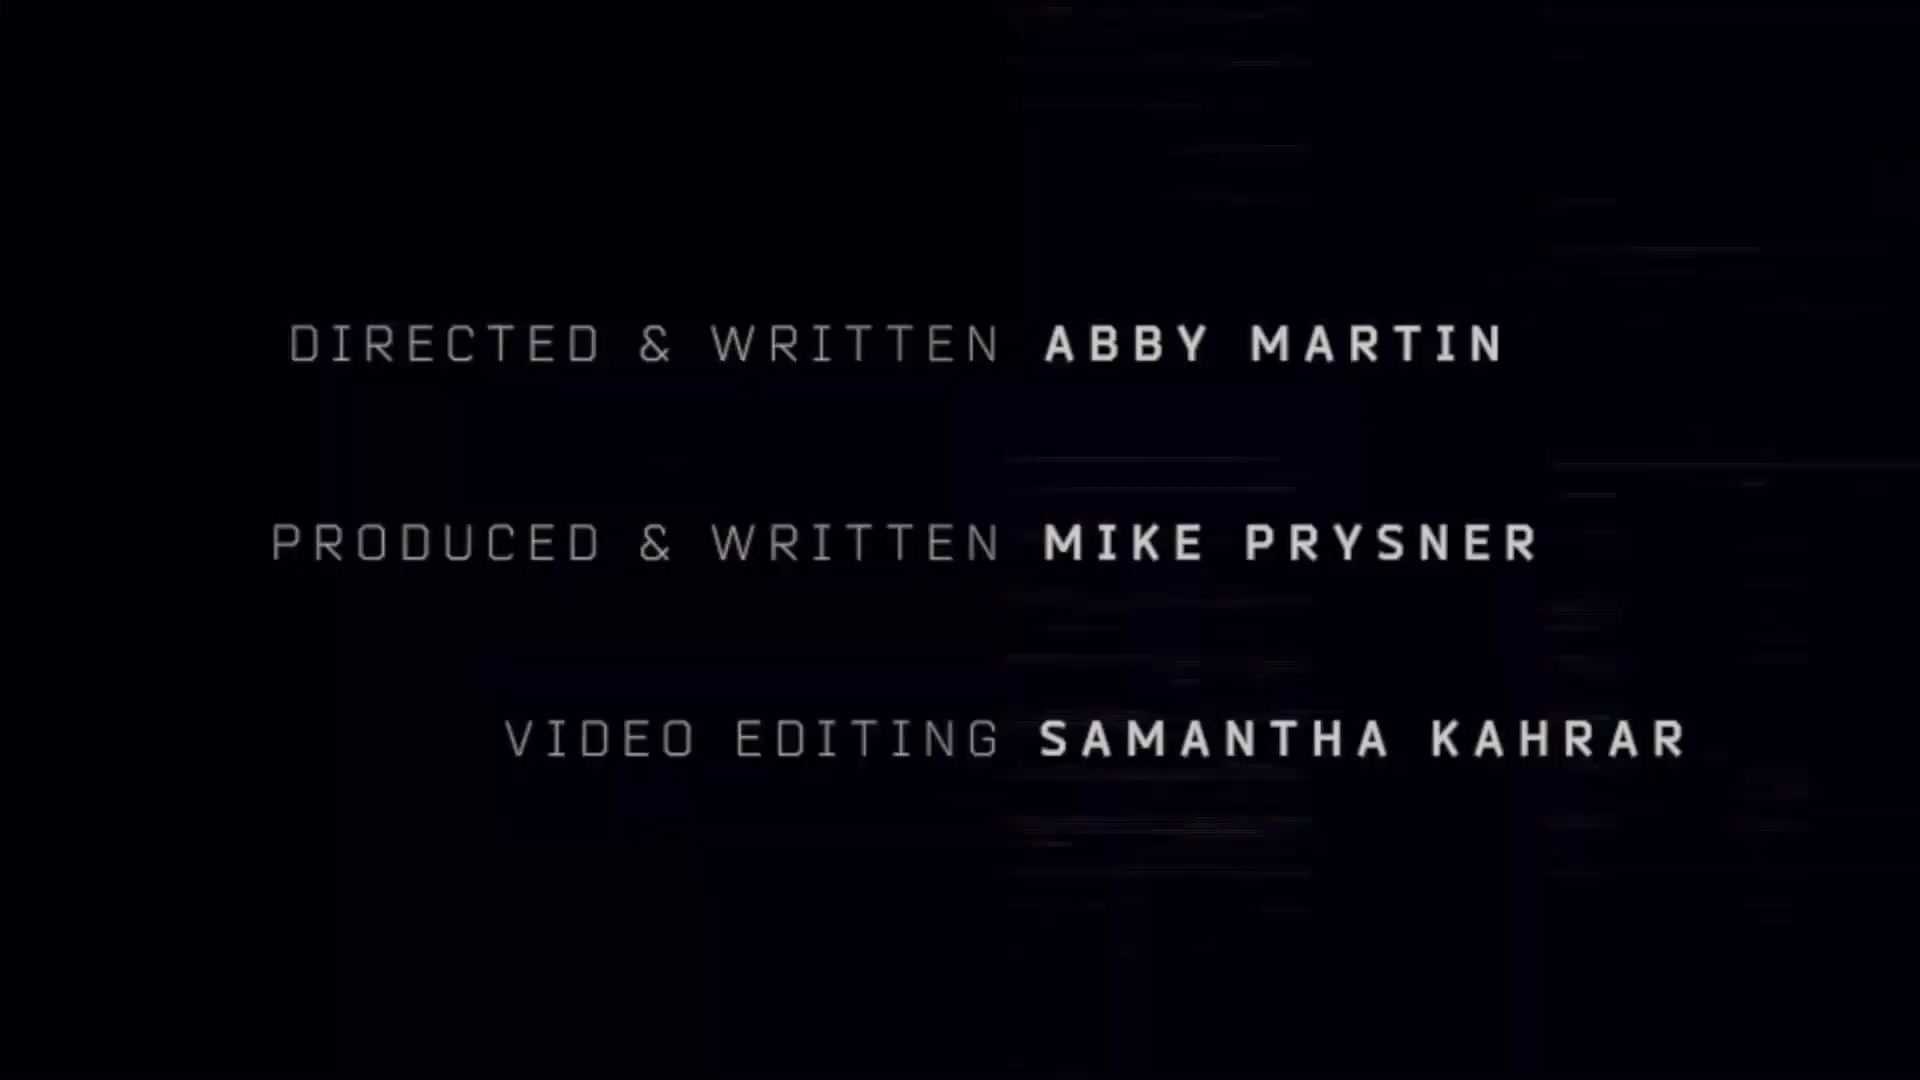 DIRECTED & WRITTEN ABBY MARTIN
PRODUCED & WRITTEN MIKE PRYSNER
VIDEO EDITING SAMANTHA KAHRAR